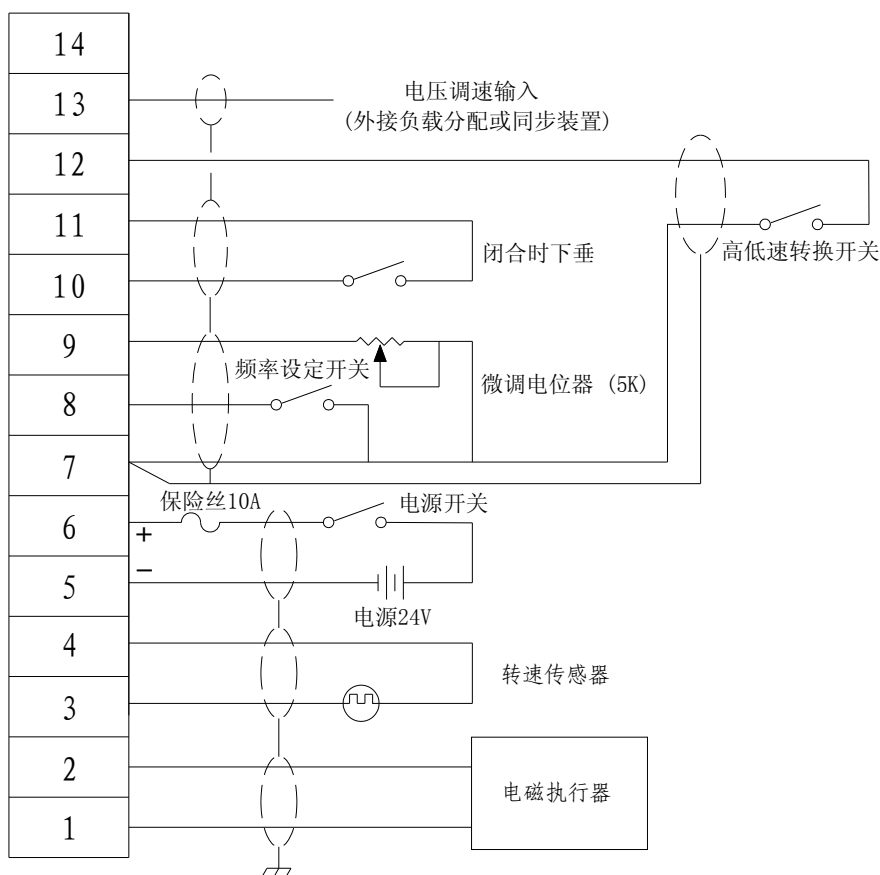 14
13
电压调速输入
(外接负载分配或同步装置)
12
11
闭合时下垂
高低速转换开关
10
9
频率设定开关
微调电位器 (5K)
8
7
保险丝10A
电源开关
6
+
−
5
电源24V
4
转速传感器
3
2
电磁执行器
1